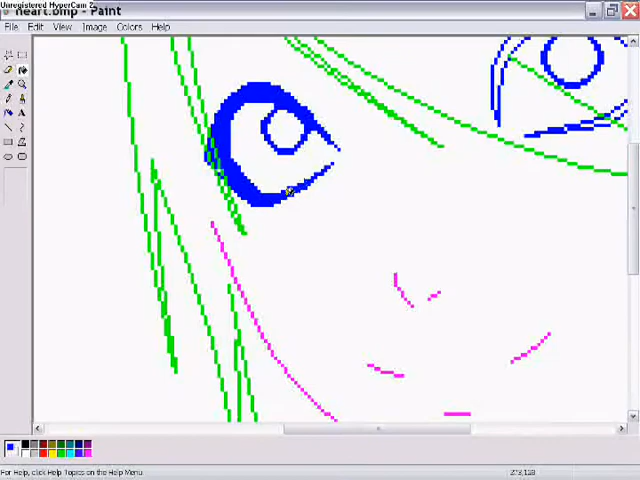 Unregistered HyperCam 2
heart.bmp - Paint
File Edit View Image Colors Help
A
For Help, click Help Topics on the Help Menu.